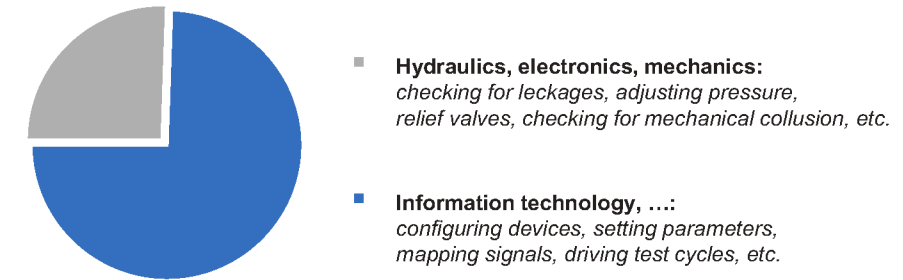 Hydraulics, electronics, mechanics:
checking for leckages, adjusting pressure,
relief valves, checking for mechanical collusion, etc.
Information technology, …:
configuring devices, setting parameters,
mapping signals, driving test cycles, etc.